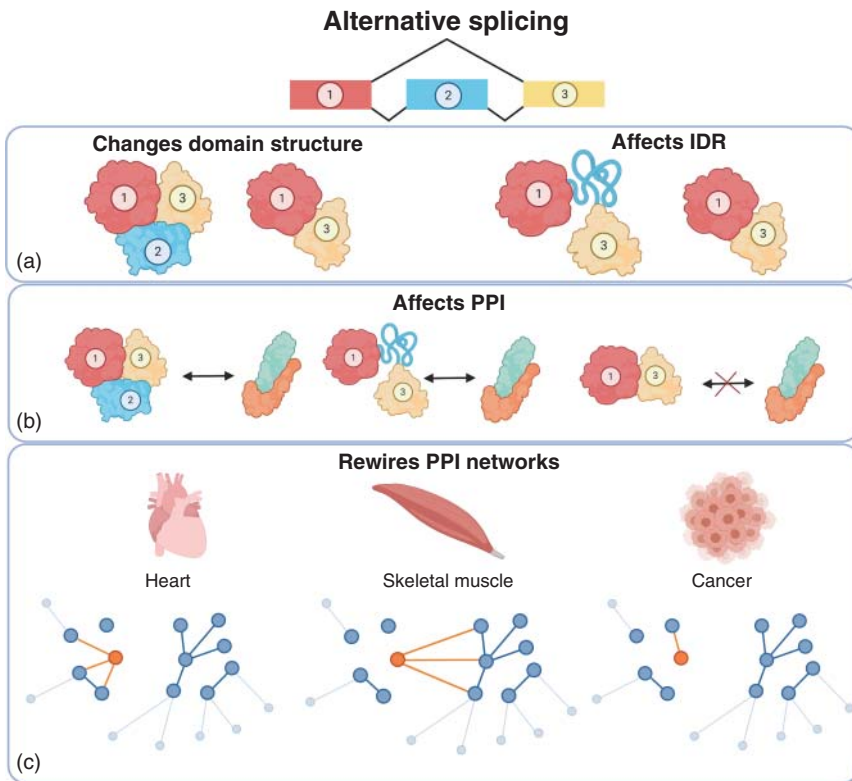 Alternative splicing
1 2 3
Changes domain structure
Affects IDR
1 3 1 1 1
2 3 3 3
(a)
Affects PPI
1 3 1 1 3
2 3
(b)
Rewires PPI networks
Heart Skeletal muscle Cancer
(c)